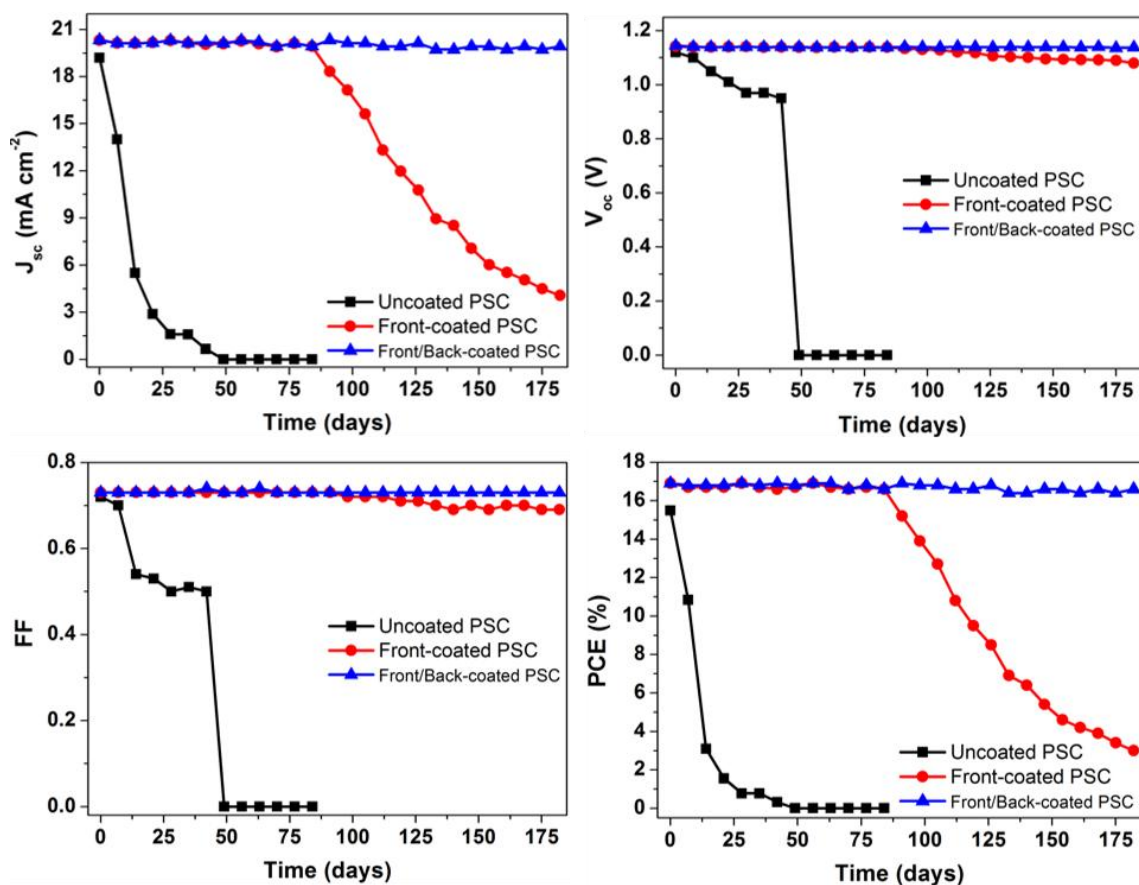 21
18
15
12
9
6
3
0
J_sc (mA cm⁻²)
Uncoated PSC
Front-coated PSC
Front/Back-coated PSC
0 25 50 75 100 125 150 175
Time (days)
1.2
1.0
0.8
0.6
0.4
0.2
0.0
V_oc (V)
Uncoated PSC
Front-coated PSC
Front/Back-coated PSC
0 25 50 75 100 125 150 175
Time (days)
0.8
0.6
0.4
0.2
0.0
FF
Uncoated PSC
Front-coated PSC
Front/Back-coated PSC
0 25 50 75 100 125 150 175
Time (days)
18
16
14
12
10
8
6
4
2
0
PCE (%)
Uncoated PSC
Front-coated PSC
Front/Back-coated PSC
0 25 50 75 100 125 150 175
Time (days)